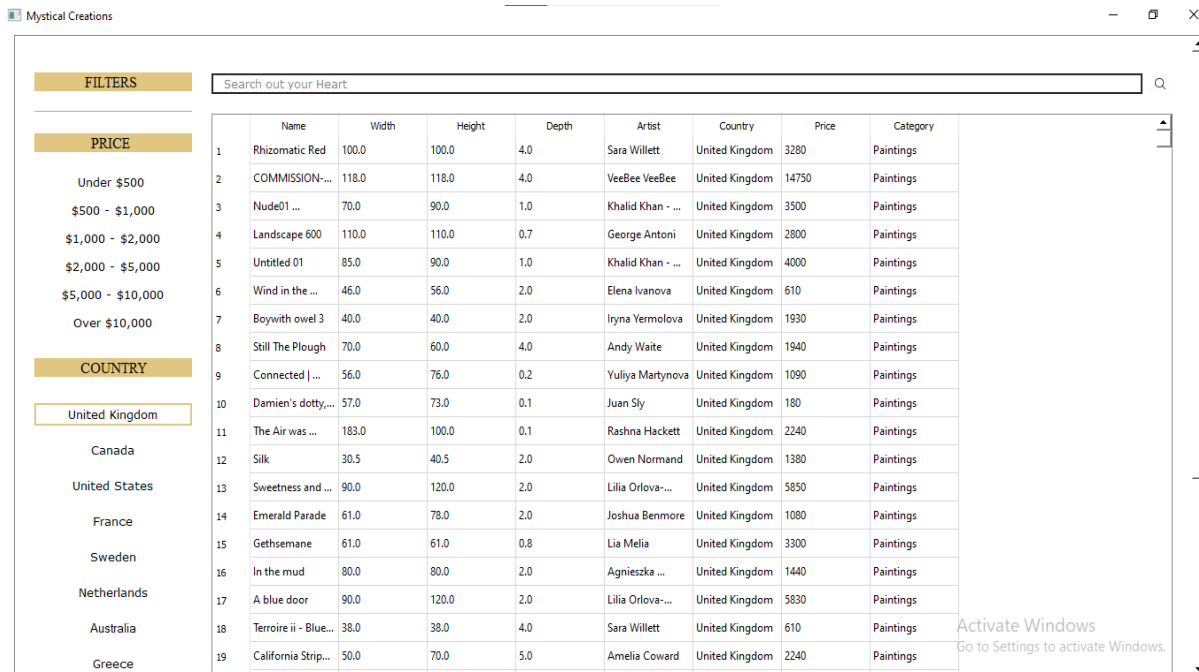 Mystical Creations
FILTERS
Search out your Heart
PRICE
Under $500
$500 - $1,000
$1,000 - $2,000
$2,000 - $5,000
$5,000 - $10,000
Over $10,000
COUNTRY
United Kingdom
Canada
United States
France
Sweden
Netherlands
Australia
Greece
Name Width Height Depth Artist Country Price Category
1 Rhizomatic Red 100.0 100.0 4.0 Sara Willett United Kingdom 3280 Paintings
2 COMMISSION-... 118.0 118.0 4.0 VeeBee VeeBee United Kingdom 14750 Paintings
3 Nude01 ... 70.0 90.0 1.0 Khalid Khan - ... United Kingdom 3500 Paintings
4 Landscape 600 110.0 110.0 0.7 George Antoni United Kingdom 2800 Paintings
5 Untitled 01 85.0 90.0 1.0 Khalid Khan - ... United Kingdom 4000 Paintings
6 Wind in the ... 46.0 56.0 2.0 Elena Ivanova United Kingdom 610 Paintings
7 Boywith owel 3 40.0 40.0 2.0 Iryna Yermolova United Kingdom 1930 Paintings
8 Still The Plough 70.0 60.0 4.0 Andy Waite United Kingdom 1940 Paintings
9 Connected | ... 56.0 76.0 0.2 Yuliya Martynova United Kingdom 1090 Paintings
10 Damien's dotty,... 57.0 73.0 0.1 Juan Sly United Kingdom 180 Paintings
11 The Air was ... 183.0 100.0 0.1 Rashna Hackett United Kingdom 2240 Paintings
12 Silk 30.5 40.5 2.0 Owen Normand United Kingdom 1380 Paintings
13 Sweetness and ... 90.0 120.0 2.0 Lilia Orlova-... United Kingdom 5850 Paintings
14 Emerald Parade 61.0 78.0 2.0 Joshua Benmore United Kingdom 1080 Paintings
15 Gethsemane 61.0 61.0 0.8 Lia Melia United Kingdom 3300 Paintings
16 In the mud 80.0 80.0 2.0 Agnieszka ... United Kingdom 1440 Paintings
17 A blue door 90.0 120.0 2.0 Lilia Orlova-... United Kingdom 5830 Paintings
18 Terroire ii - Blue... 38.0 38.0 4.0 Sara Willett United Kingdom 610 Paintings
19 California Strip... 50.0 70.0 5.0 Amelia Coward United Kingdom 2240 Paintings
Activate Windows
Go to Settings to activate Windows.